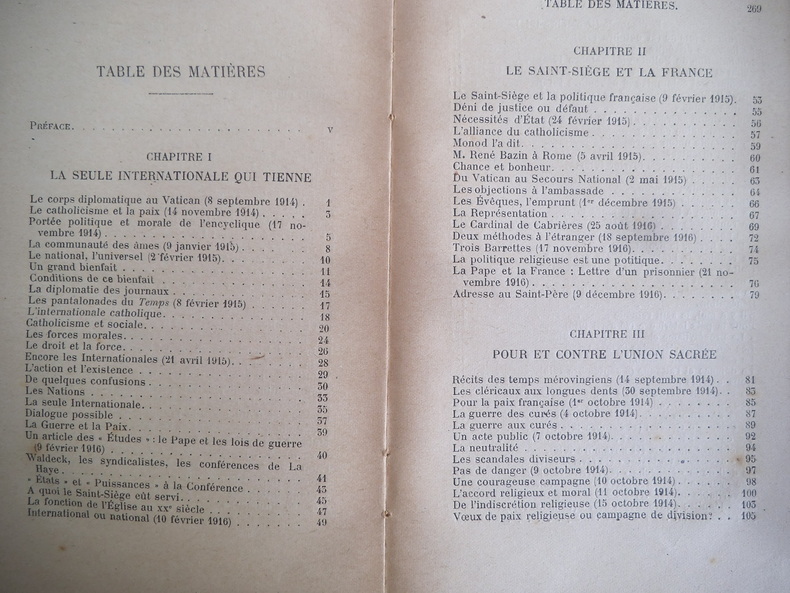 TABLE DES MATIÈRES
PRÉFACE. . . . . . . . . . . . . . . . . . . . . . v
CHAPITRE I
LA SEULE INTERNATIONALE QUI TIENNE
Le corps diplomatique au Vatican (8 septembre 1914) . 1
Le catholicisme et la paix (14 novembre 1914) . . . . . 3
Portée politique et morale de l'encyclique (17 no-
vembre 1914) . . . . . . . . . . . . . . . . . . . 5
La communauté des âmes (9 janvier 1915) . . . . . . 8
Le national, l'universel (2 février 1915). . . . . . . . 10
Un grand bienfait . . . . . . . . . . . . . . . . . 11
Conditions de ce bienfait . . . . . . . . . . . . . . 14
La diplomatie des journaux . . . . . . . . . . . . . 15
Les pantalonades du Temps (8 février 1915) . . . . . . 17
L'internationale catholique. . . . . . . . . . . . . . 18
Catholicisme et sociale. . . . . . . . . . . . . . . . 20
Les forces morales. . . . . . . . . . . . . . . . . . 24
Le droit et la force. . . . . . . . . . . . . . . . . . 26
Encore les Internationales (21 avril 1915). . . . . . . 28
L'action et l'existence . . . . . . . . . . . . . . . . 29
De quelques confusions . . . . . . . . . . . . . . . 30
Les Nations . . . . . . . . . . . . . . . . . . . . . 33
La seule Internationale. . . . . . . . . . . . . . . . 35
Dialogue possible . . . . . . . . . . . . . . . . . . 37
La Guerre et la Paix. . . . . . . . . . . . . . . . . 39
Un article des « Études » : le Pape et les lois de guerre
(9 février 1916) . . . . . . . . . . . . . . . . . . 40
Waldeck, les syndicalistes, les conférences de La
Haye. . . . . . . . . . . . . . . . . . . . . . . . 41
« États » et « Puissances » à la Conférence . . . . . . 43
A quoi le Saint-Siège eût servi. . . . . . . . . . . . 45
La fonction de l'Église au XXe siècle . . . . . . . . . 47
International ou national (10 février 1916) . . . . . . 49
TABLE DES MATIÈRES. 269
CHAPITRE II
LE SAINT-SIÈGE ET LA FRANCE
Le Saint-Siège et la politique française (9 février 1915). 53
Déni de justice ou défaut . . . . . . . . . . . . . . 55
Nécessités d'État (24 février 1915) . . . . . . . . . . 56
L'alliance du catholicisme . . . . . . . . . . . . . . 57
Monod l'a dit. . . . . . . . . . . . . . . . . . . . . 59
M. René Bazin à Rome (5 avril 1915). . . . . . . . . 60
Chance et bonheur. . . . . . . . . . . . . . . . . . 61
Du Vatican au Secours National (2 mai 1915) . . . . . 63
Les objections à l'ambassade . . . . . . . . . . . . 64
Les Évêques, l'emprunt (1er décembre 1915) . . . . . . 66
La Représentation . . . . . . . . . . . . . . . . . . 67
Le Cardinal de Cabrières (25 août 1916) . . . . . . . 69
Deux méthodes à l'étranger (18 septembre 1916) . . . 72
Trois Barrettes (17 novembre 1916). . . . . . . . . . 74
La politique religieuse est une politique. . . . . . . . 75
La Pape et la France : Lettre d'un prisonnier (21 no-
vembre 1916) . . . . . . . . . . . . . . . . . . . 76
Adresse au Saint-Père (9 décembre 1916). . . . . . . 79
CHAPITRE III
POUR ET CONTRE L'UNION SACRÉE
Récits des temps mérovingiens (14 septembre 1914) . . 81
Les cléricaux aux longues dents (30 septembre 1914). . 83
Pour la paix française (1er octobre 1914) . . . . . . . 85
La guerre des curés (4 octobre 1914) . . . . . . . . . 87
La guerre aux curés . . . . . . . . . . . . . . . . . 89
Un acte public (7 octobre 1914). . . . . . . . . . . . 92
La neutralité . . . . . . . . . . . . . . . . . . . . 94
Les scandales diviseurs . . . . . . . . . . . . . . . 95
Pas de danger (9 octobre 1914). . . . . . . . . . . . 97
Une courageuse campagne (10 octobre 1914) . . . . . 98
L'accord religieux et moral (11 octobre 1914). . . . . 100
De l'indiscrétion religieuse (15 octobre 1914) . . . . . 103
Vœux de paix religieuse ou campagne de division? . . 105